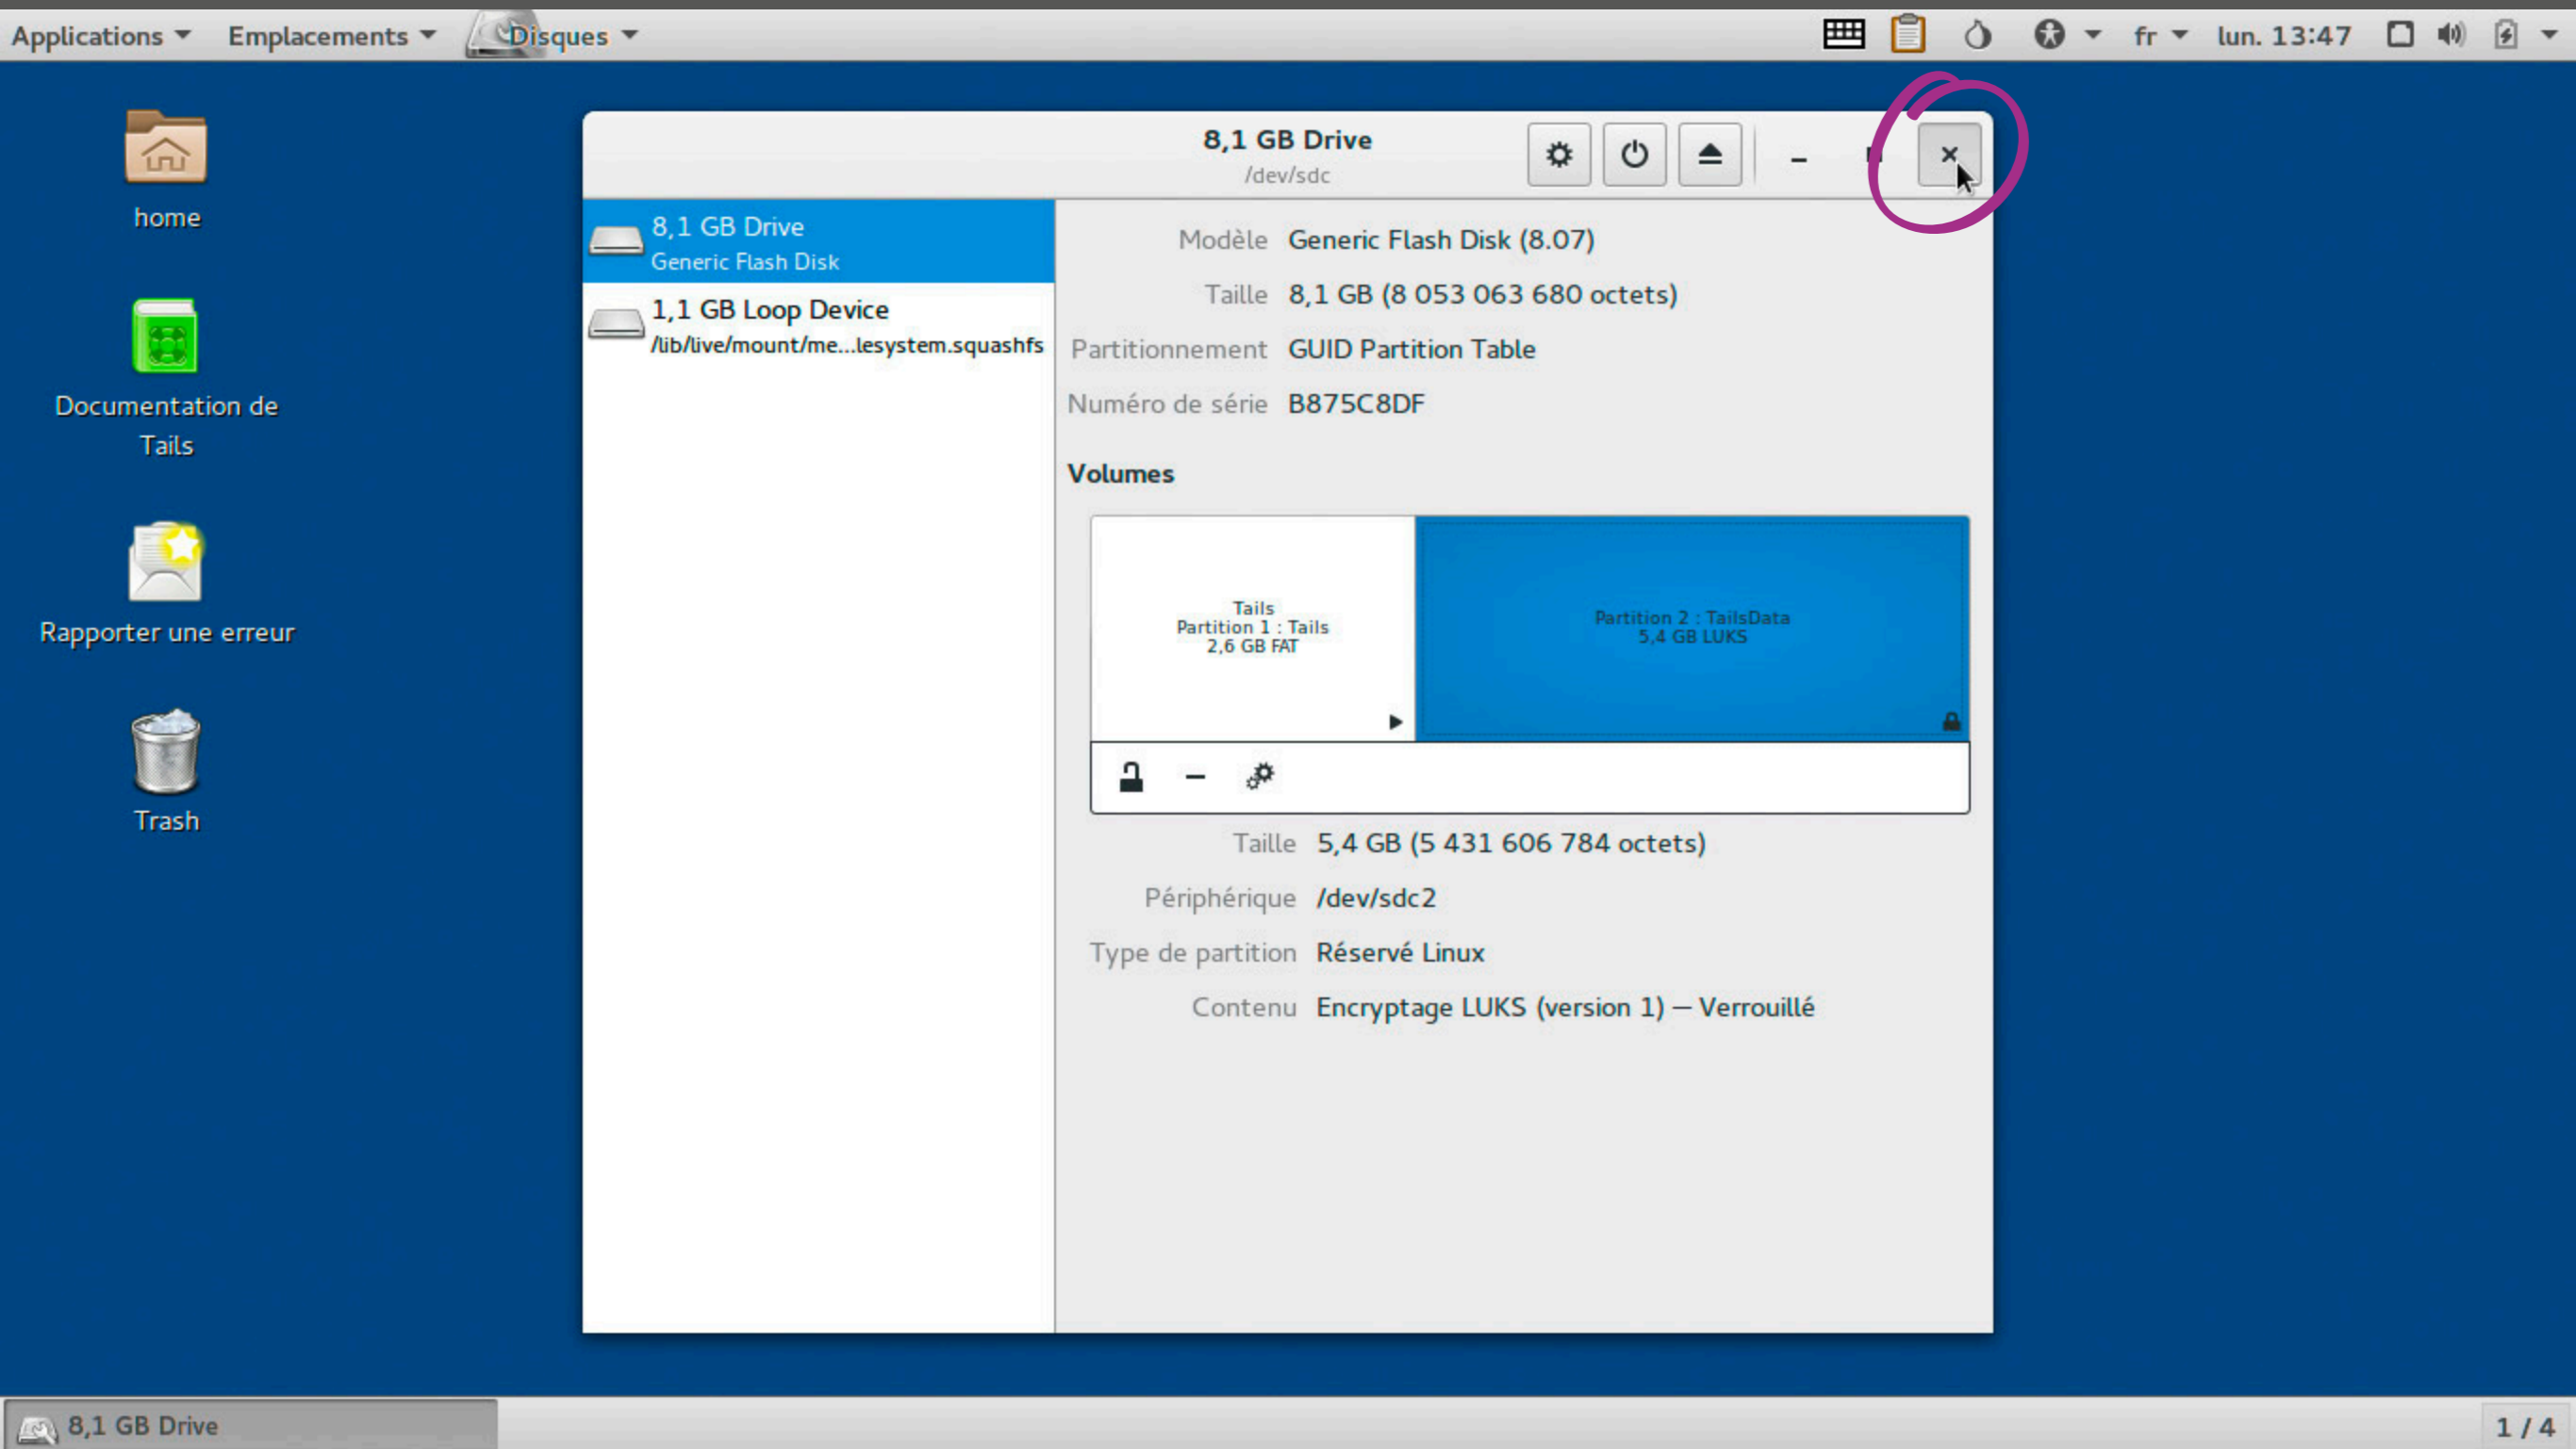 Applications
Emplacements
Disques
fr
lun. 13:47
home
Documentation de
Tails
Rapporter une erreur
Trash
8,1 GB Drive
/dev/sdc
8,1 GB Drive
Generic Flash Disk
1,1 GB Loop Device
/lib/live/mount/me...lesystem.squashfs
Modèle Generic Flash Disk (8.07)
Taille 8,1 GB (8 053 063 680 octets)
Partitionnement GUID Partition Table
Numéro de série B875C8DF
Volumes
Tails
Partition 1 : Tails
2,6 GB FAT
Partition 2 : TailsData
5,4 GB LUKS
Taille 5,4 GB (5 431 606 784 octets)
Périphérique /dev/sdc2
Type de partition Réservé Linux
Contenu Encryptage LUKS (version 1) — Verrouillé
8,1 GB Drive
1 / 4